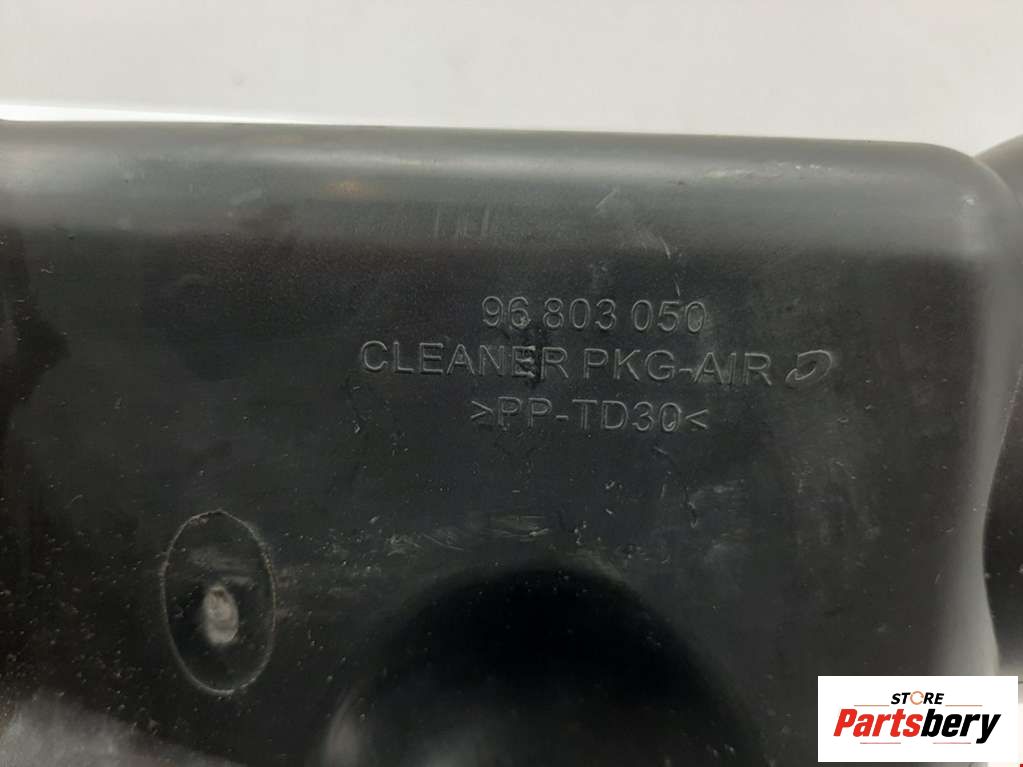 96 803 050
CLEANER PKG-AIR
>PP-TD30<
STORE
Partsbery